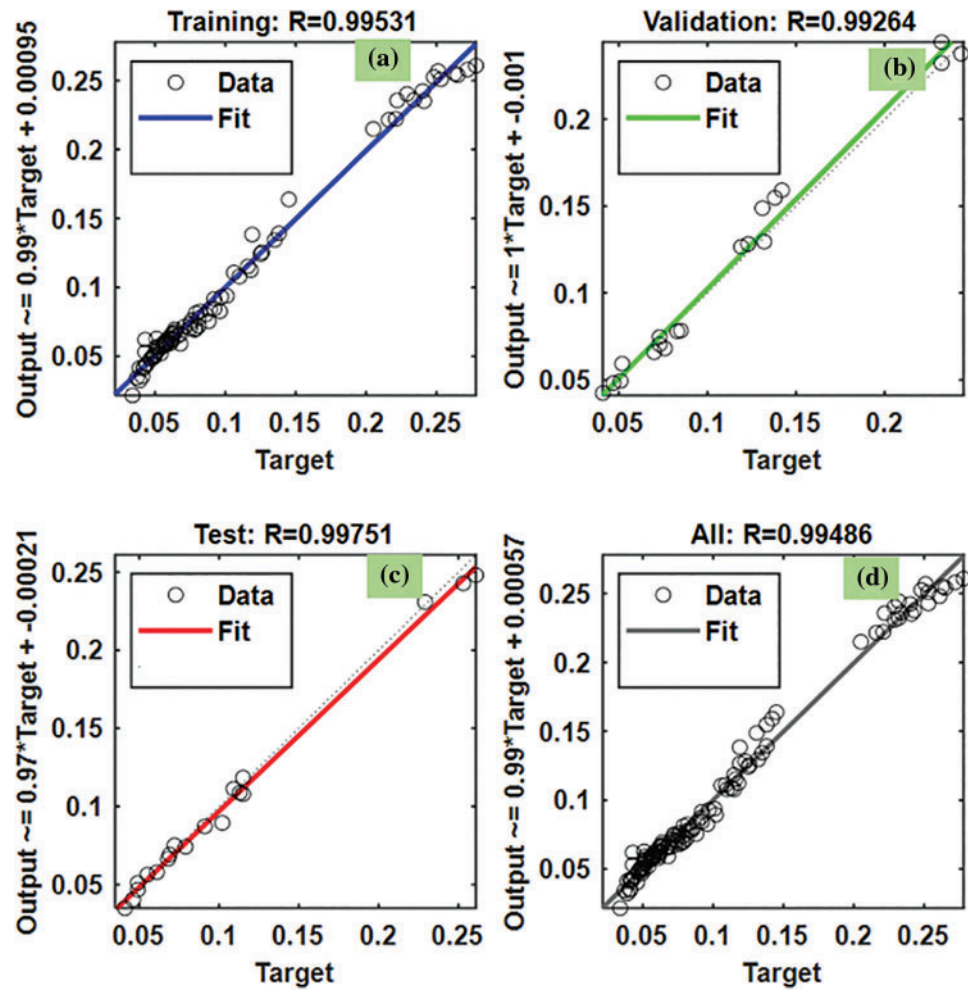 Training: R=0.99531
(a)
Data
Fit
Output ~= 0.99*Target + 0.00095
0.25
0.2
0.15
0.1
0.05
0.05
0.1
0.15
0.2
0.25
Target
Validation: R=0.99264
(b)
Data
Fit
Output ~= 1*Target + -0.001
0.2
0.15
0.1
0.05
0.05
0.1
0.15
0.2
Target
Test: R=0.99751
(c)
Data
Fit
Output ~= 0.97*Target + -0.00021
0.25
0.2
0.15
0.1
0.05
0.05
0.1
0.15
0.2
0.25
Target
All: R=0.99486
(d)
Data
Fit
Output ~= 0.99*Target + 0.00057
0.25
0.2
0.15
0.1
0.05
0.05
0.1
0.15
0.2
0.25
Target